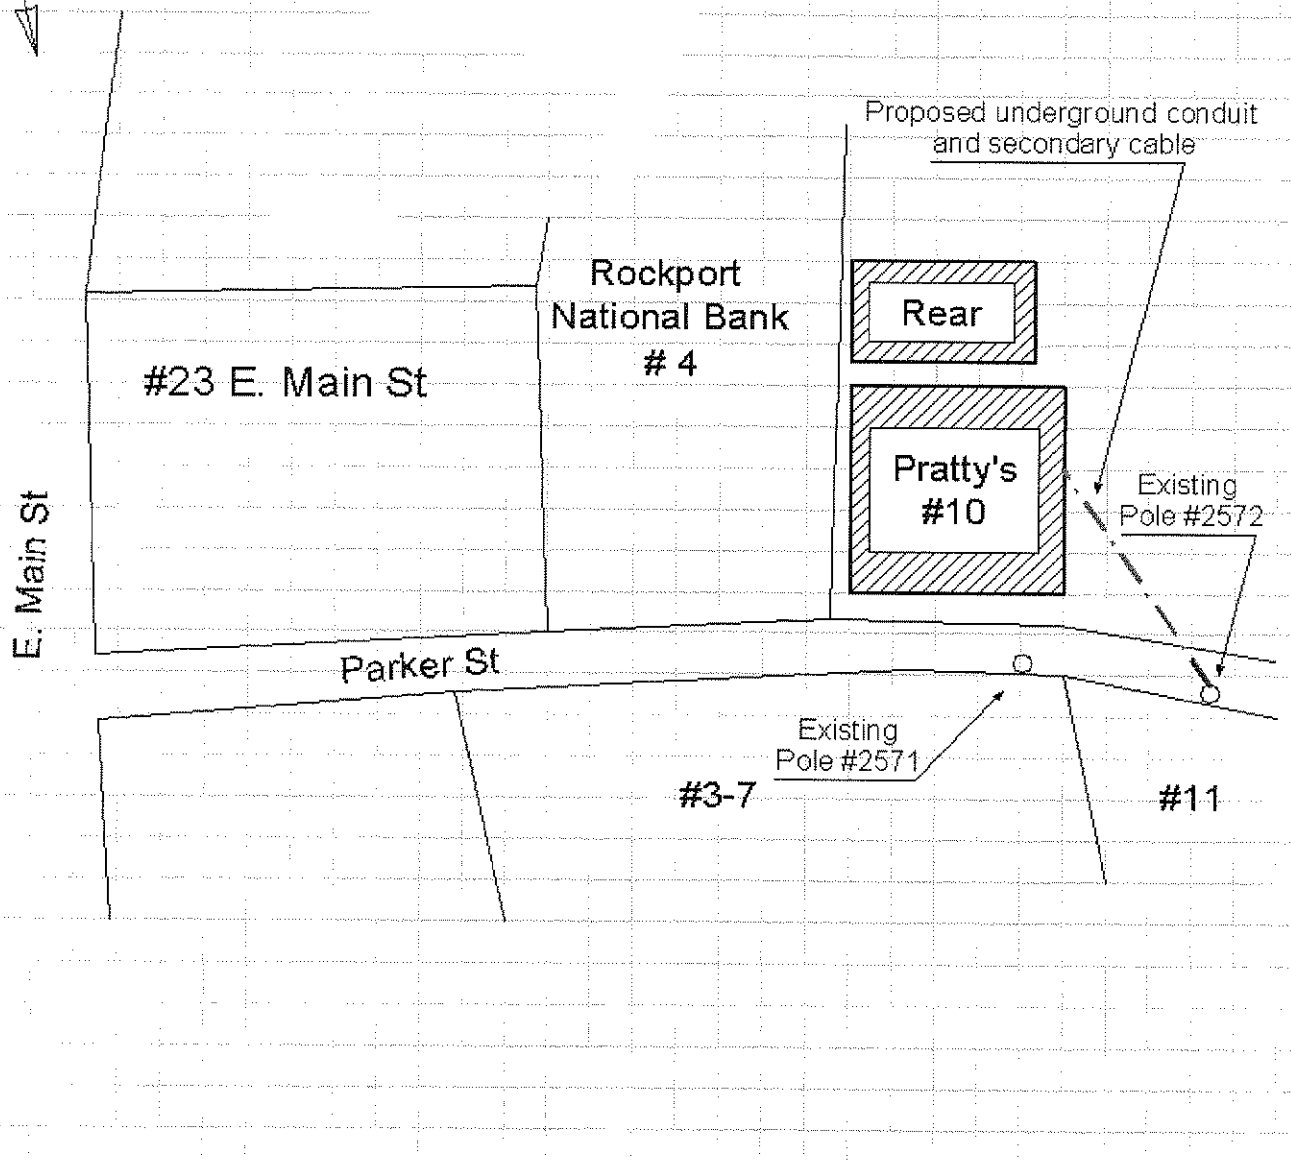 Proposed underground conduit
and secondary cable
Rockport
National Bank
# 4
Rear
#23 E. Main St
Pratty's
#10
Existing
Pole #2572
E. Main St
Parker St
Existing
Pole #2571
#3-7
#11